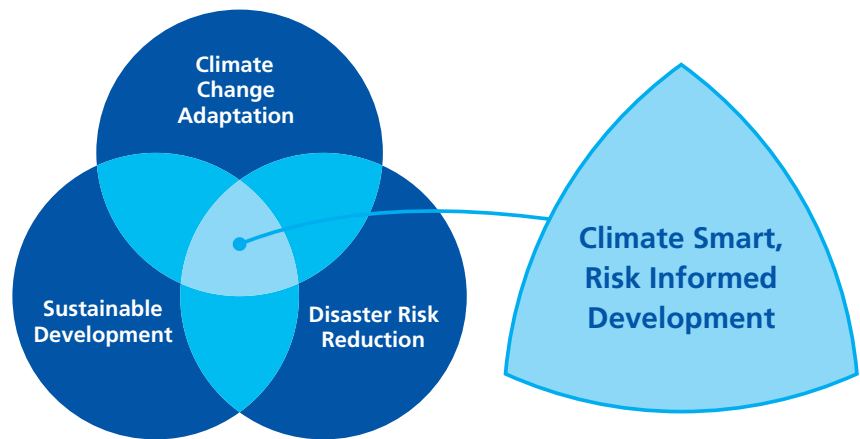 Climate
Change
Adaptation
Sustainable
Development
Disaster Risk
Reduction
Climate Smart,
Risk Informed
Development